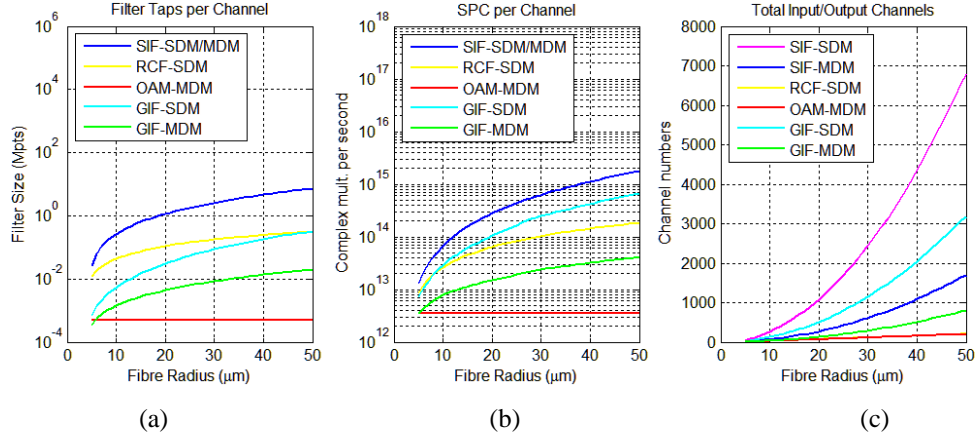 Filter Taps per Channel
10^6
10^4
10^2
10^0
10^-2
10^-4
Filter Size (Mpts)
SIF-SDM/MDM
RCF-SDM
OAM-MDM
GIF-SDM
GIF-MDM
0 10 20 30 40 50
Fibre Radius (μm)
(a)
SPC per Channel
10^18
10^17
10^16
10^15
10^14
10^13
10^12
Complex mult. per second
SIF-SDM/MDM
RCF-SDM
OAM-MDM
GIF-SDM
GIF-MDM
0 10 20 30 40 50
Fibre Radius (μm)
(b)
Total Input/Output Channels
8000
7000
6000
5000
4000
3000
2000
1000
0
Channel numbers
SIF-SDM
SIF-MDM
RCF-SDM
OAM-MDM
GIF-SDM
GIF-MDM
0 10 20 30 40 50
Fibre Radius (μm)
(c)